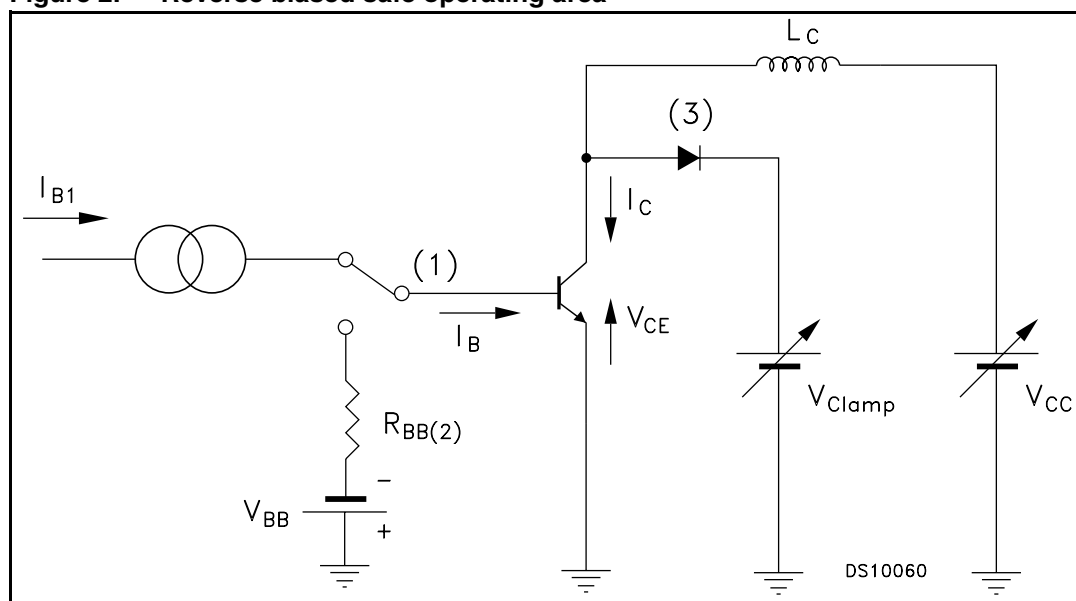 Figure 2. Reverse biased safe operating area
L_C
(3)
I_B1
I_C
(1)
I_B
V_CE
V_Clamp
V_CC
R_BB(2)
V_BB
-
+
DS10060